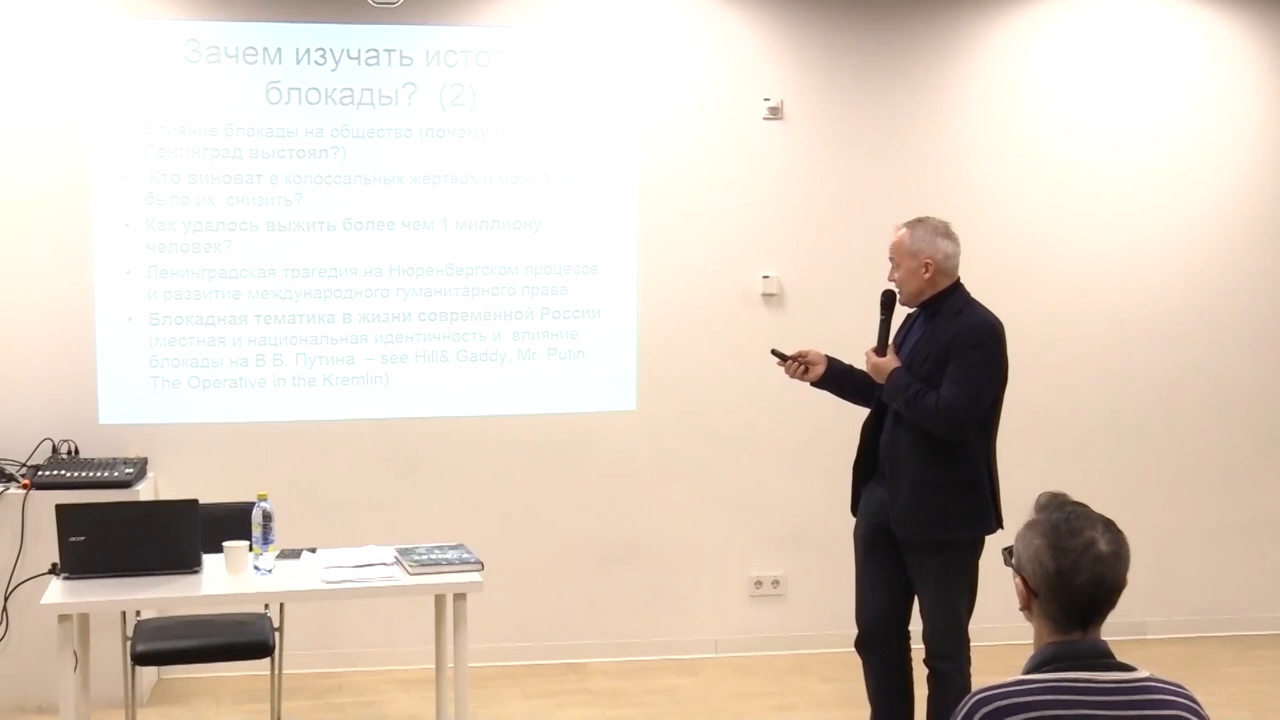 Зачем изучать исто
блокады? (2)
Влияние блокады на общество (почему
Ленинград выстоял?)
• Кто виноват в колоссальных жертвах и можно
было их снизить?
• Как удалось выжить более чем 1 миллиону
человек?
• Ленинградская трагедия на Нюренбергском процессе
и развитие международного гуманитарного права
• Блокадная тематика в жизни современной России
(местная и национальная идентичность и влияние
блокады на В.В. Путина – see Hill& Gaddy, Mr. Putin.
The Operative in the Kremlin)
acer